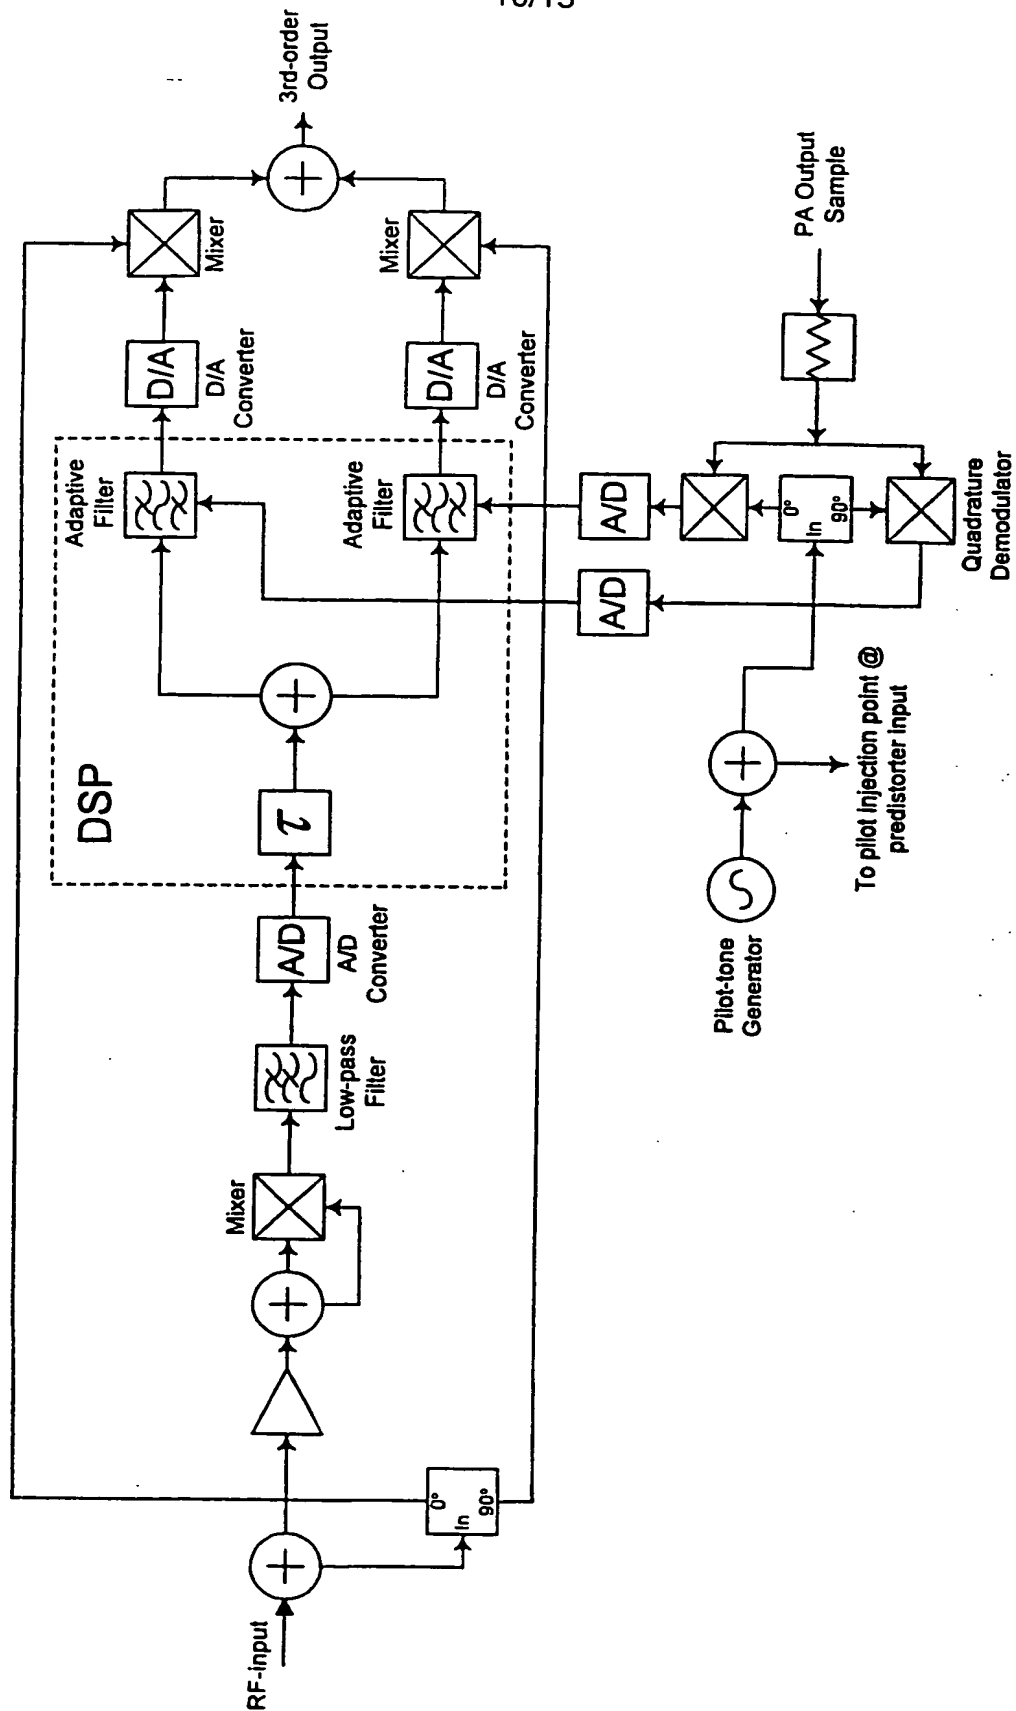 RF-input
0°
In
90°
Mixer
Low-pass
Filter
A/D
A/D
Converter
DSP
τ
Adaptive
Filter
Adaptive
Filter
D/A
D/A
Converter
D/A
D/A
Converter
Mixer
Mixer
3rd-order
Output
Pilot-tone
Generator
To pilot injection point @
predistorter input
A/D
A/D
0°
In
90°
Quadrature
Demodulator
PA Output
Sample